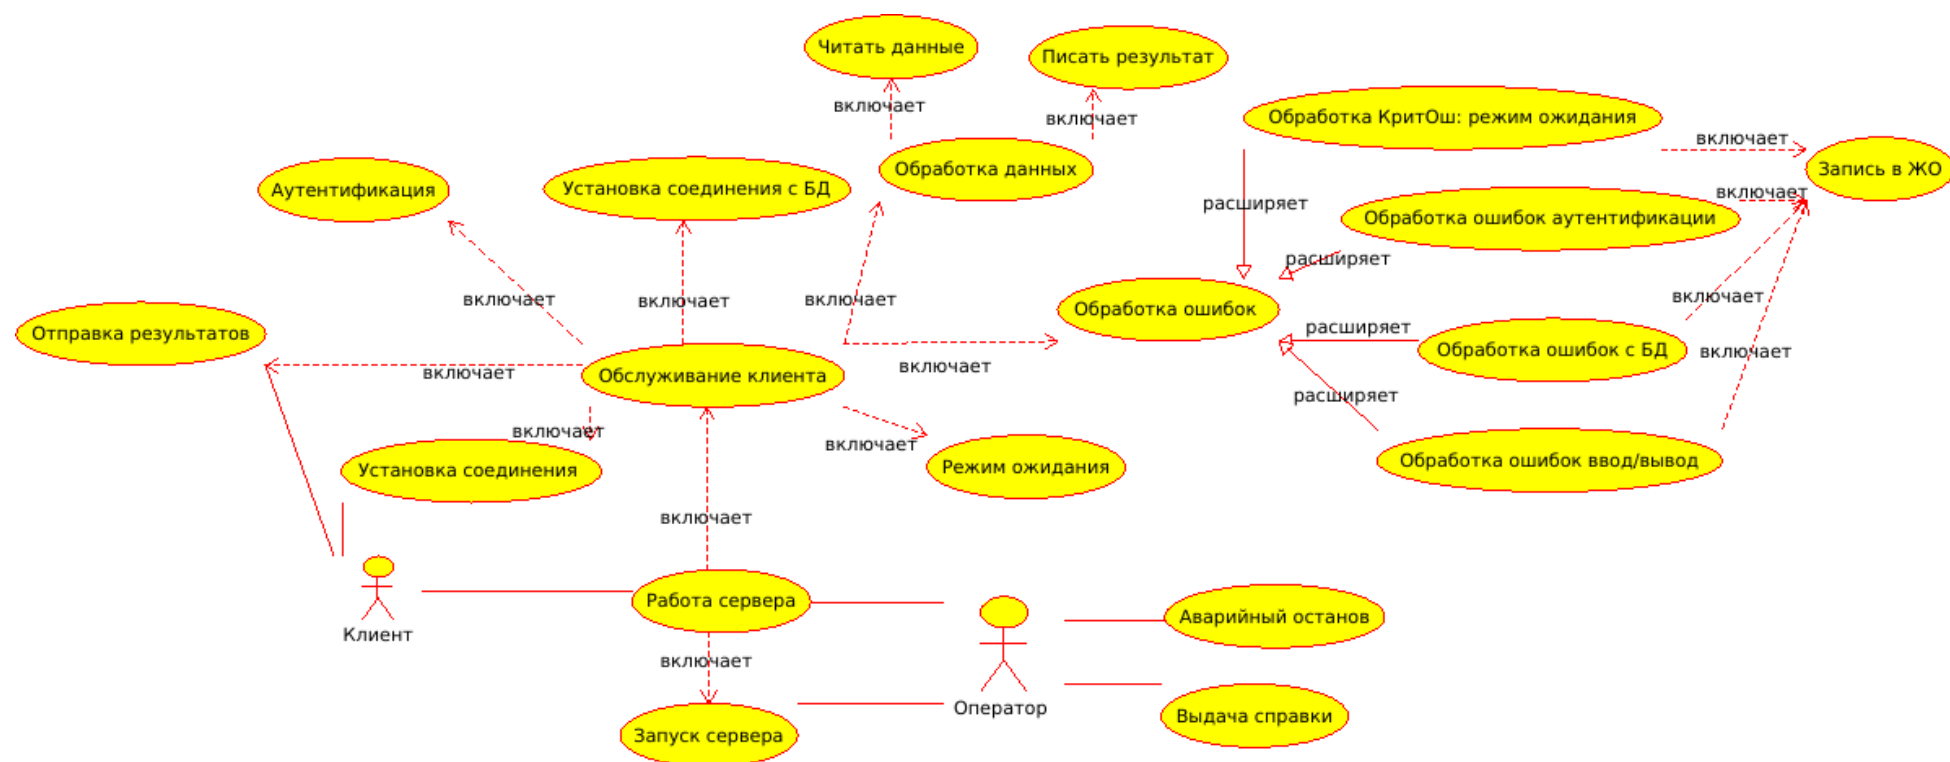 Читать данные
Писать результат
включает
включает
Обработка КритОш: режим ожидания
включает
Обработка данных
Запись в ЖО
Аутентификация
Установка соединения с БД
включает
расширяет
Обработка ошибок аутентификации
расширяет
включает
включает
включает
включает
Обработка ошибок
расширяет
Отправка результатов
Обработка ошибок с БД
включает
включает
Обслуживание клиента
включает
расширяет
включает
включает
Установка соединения
Режим ожидания
Обработка ошибок ввод/вывод
включает
Работа сервера
Аварийный останов
Клиент
включает
Оператор
Выдача справки
Запуск сервера